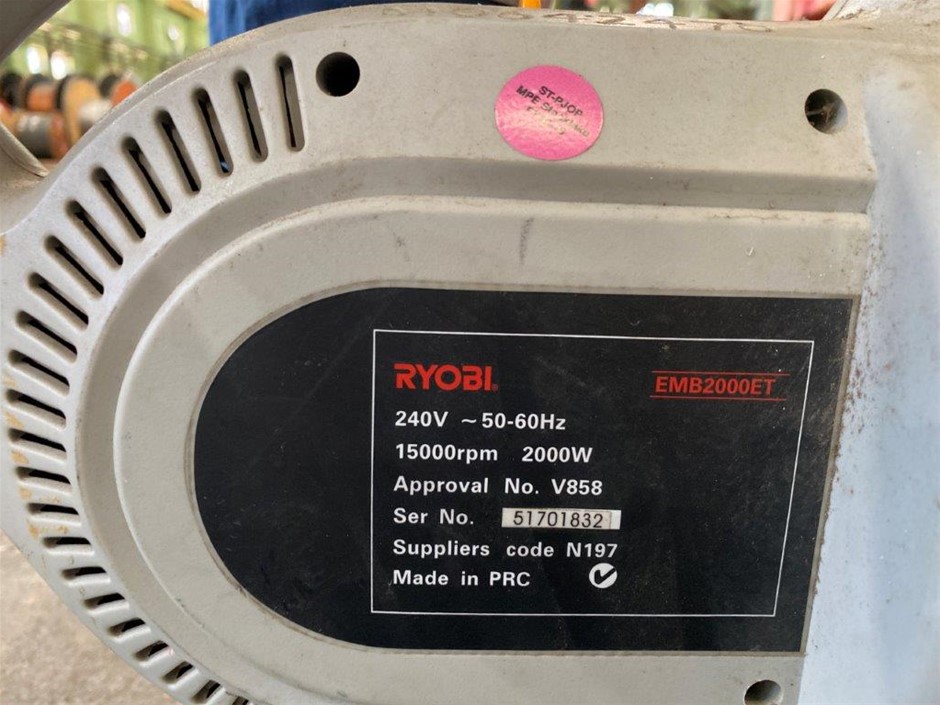 ST-PJOP
RYOBI
EMB2000ET
240V ~ 50-60Hz
15000rpm 2000W
Approval No. V858
Ser No. 51701832
Suppliers code N197
Made in PRC